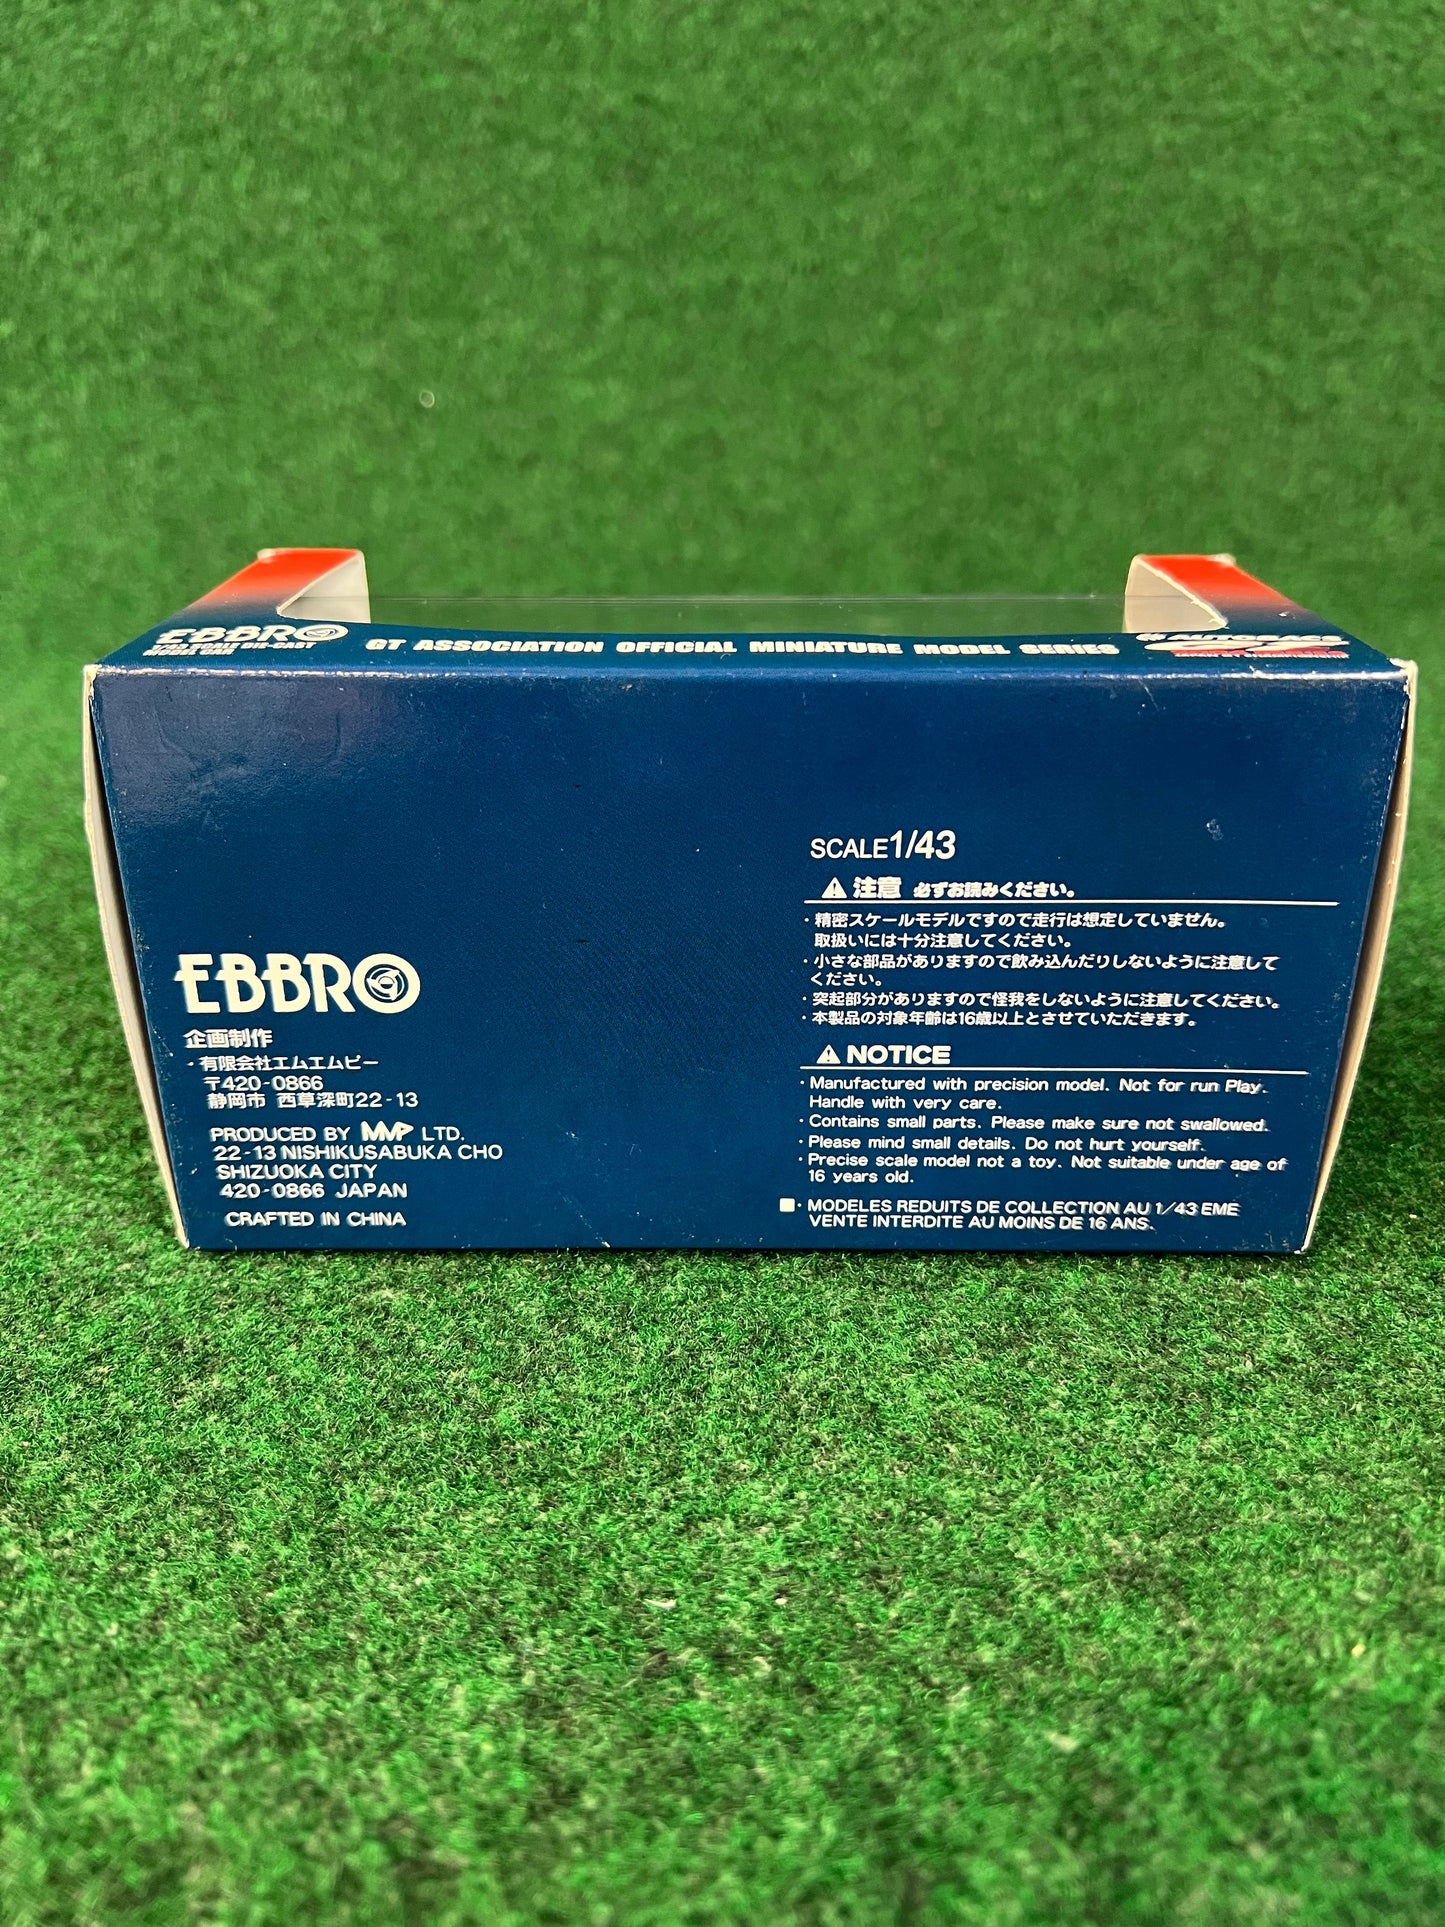 EBBRO
1/43 SCALE DIE-CAST
MODEL CAR
GT ASSOCIATION OFFICIAL MINIATURE MODEL SERIES
AUTOBACS
EBBRO
企画制作
・有限会社エムエムピー
〒420-0866
静岡市 西草深町22-13
PRODUCED BY MMP LTD.
22-13 NISHIKUSABUKA CHO
SHIZUOKA CITY
420-0866 JAPAN
CRAFTED IN CHINA
SCALE1/43
⚠注意 必ずお読みください。
・精密スケールモデルですので走行は想定していません。
取扱いには十分注意してください。
・小さな部品がありますので飲み込んだりしないように注意して
ください。
・突起部分がありますので怪我をしないように注意してください。
・本製品の対象年齢は16歳以上とさせていただきます。
⚠NOTICE
・Manufactured with precision model. Not for run Play.
Handle with very care.
・Contains small parts. Please make sure not swallowed.
・Please mind small details. Do not hurt yourself.
・Precise scale model not a toy. Not suitable under age of
16 years old.
■・MODELES REDUITS DE COLLECTION AU 1/43 EME
VENTE INTERDITE AU MOINS DE 16 ANS.